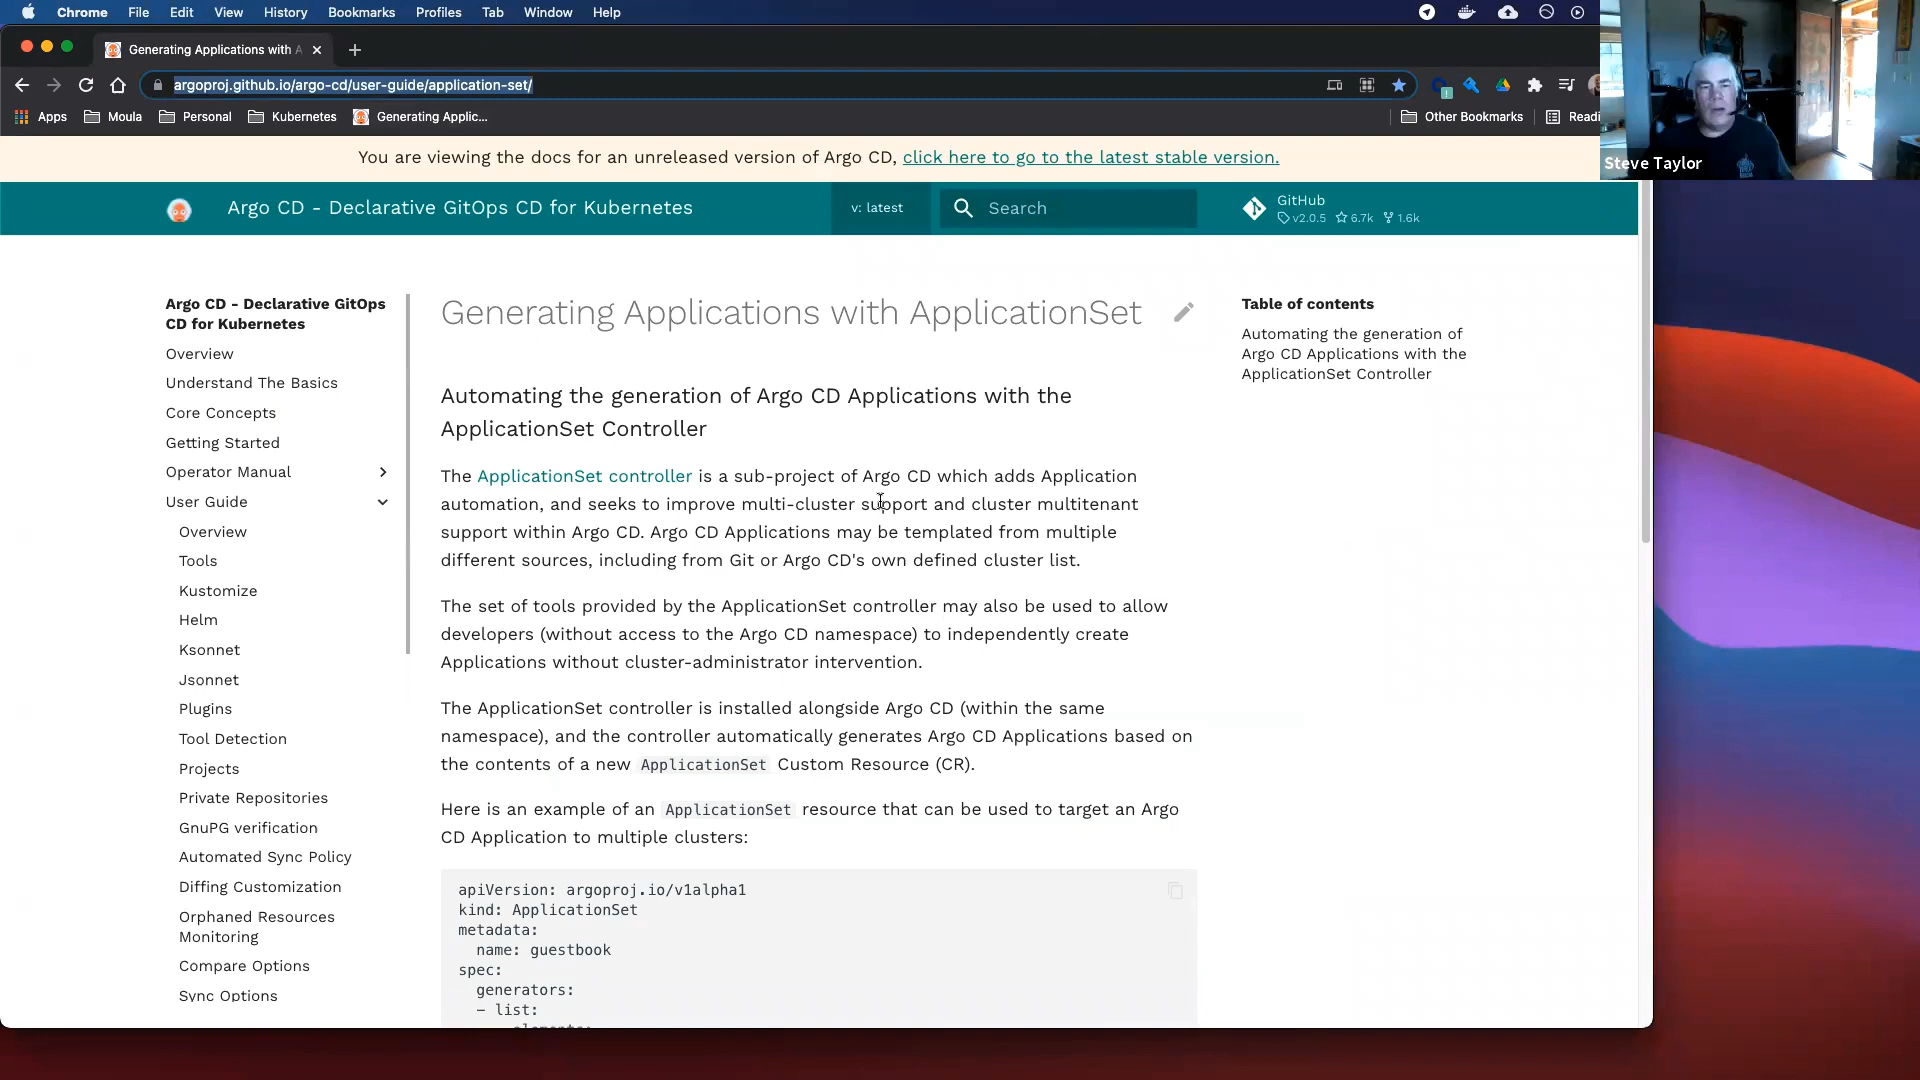 Chrome File Edit View History Bookmarks Profiles Tab Window Help
Generating Applications with A
argoproj.github.io/argo-cd/user-guide/application-set/
Apps Moula Personal Kubernetes Generating Applic... Other Bookmarks Readi
Steve Taylor
You are viewing the docs for an unreleased version of Argo CD, click here to go to the latest stable version.
Argo CD - Declarative GitOps CD for Kubernetes
v: latest
Search
GitHub
v2.0.5 6.7k 1.6k
Argo CD - Declarative GitOps
CD for Kubernetes
Overview
Understand The Basics
Core Concepts
Getting Started
Operator Manual
User Guide
Overview
Tools
Kustomize
Helm
Ksonnet
Jsonnet
Plugins
Tool Detection
Projects
Private Repositories
GnuPG verification
Automated Sync Policy
Diffing Customization
Orphaned Resources
Monitoring
Compare Options
Sync Options
Generating Applications with ApplicationSet
Automating the generation of Argo CD Applications with the
ApplicationSet Controller
The ApplicationSet controller is a sub-project of Argo CD which adds Application
automation, and seeks to improve multi-cluster support and cluster multitenant
support within Argo CD. Argo CD Applications may be templated from multiple
different sources, including from Git or Argo CD's own defined cluster list.
The set of tools provided by the ApplicationSet controller may also be used to allow
developers (without access to the Argo CD namespace) to independently create
Applications without cluster-administrator intervention.
The ApplicationSet controller is installed alongside Argo CD (within the same
namespace), and the controller automatically generates Argo CD Applications based on
the contents of a new ApplicationSet Custom Resource (CR).
Here is an example of an ApplicationSet resource that can be used to target an Argo
CD Application to multiple clusters:
apiVersion: argoproj.io/v1alpha1
kind: ApplicationSet
metadata:
  name: guestbook
spec:
  generators:
  - list:
Table of contents
Automating the generation of
Argo CD Applications with the
ApplicationSet Controller